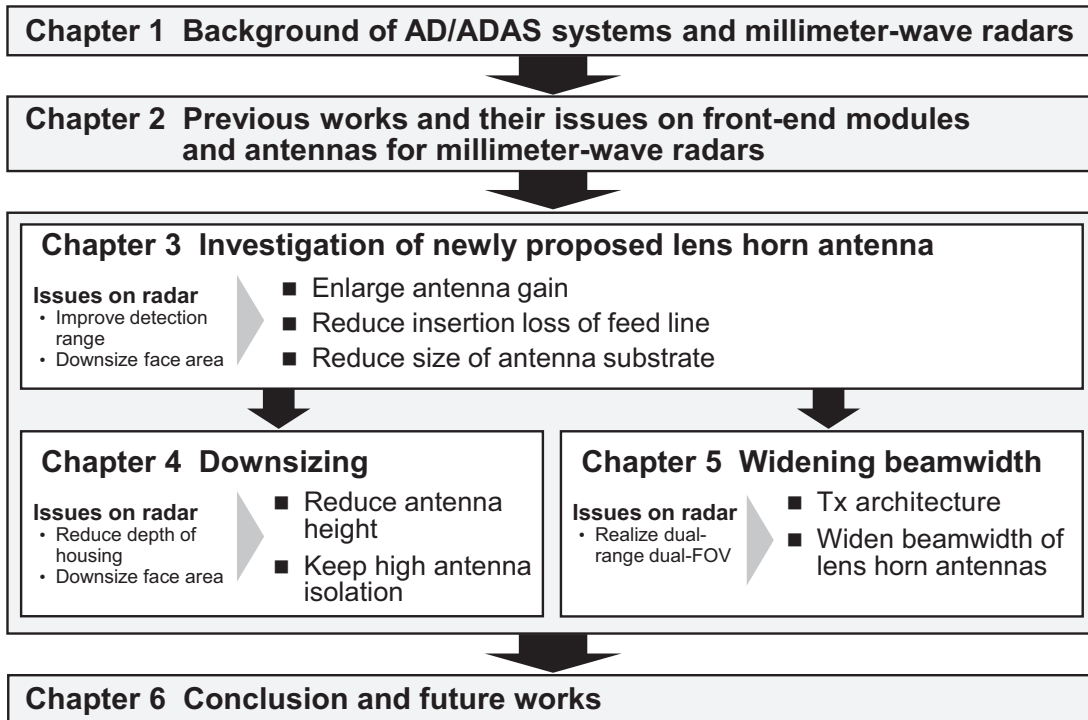 Chapter 1 Background of AD/ADAS systems and millimeter-wave radars
Chapter 2 Previous works and their issues on front-end modules
and antennas for millimeter-wave radars
Chapter 3 Investigation of newly proposed lens horn antenna
Issues on radar
• Improve detection
range
• Downsize face area
■ Enlarge antenna gain
■ Reduce insertion loss of feed line
■ Reduce size of antenna substrate
Chapter 4 Downsizing
Issues on radar
• Reduce depth of
housing
• Downsize face area
■ Reduce antenna
height
■ Keep high antenna
isolation
Chapter 5 Widening beamwidth
Issues on radar
• Realize dual-
range dual-FOV
■ Tx architecture
■ Widen beamwidth of
lens horn antennas
Chapter 6 Conclusion and future works